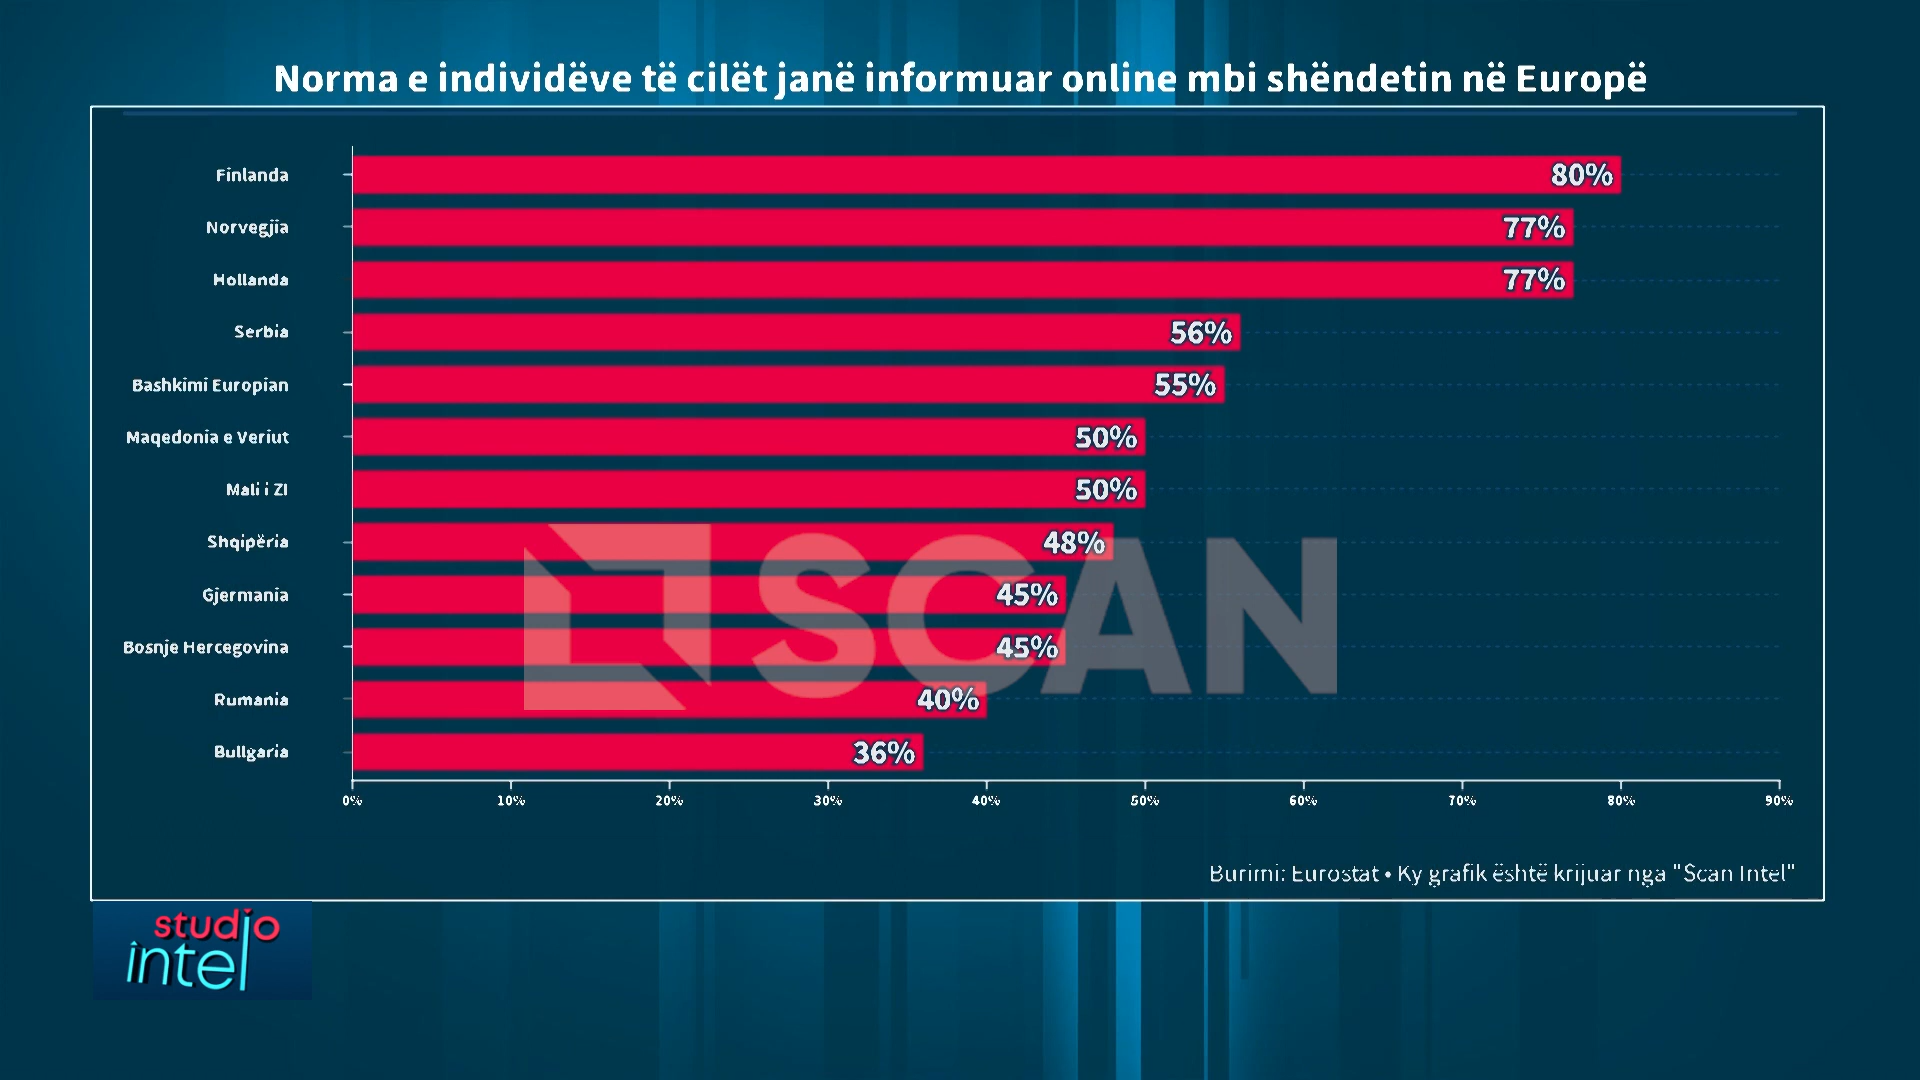 Norma e individëve të cilët janë informuar online mbi shëndetin në Europë
Finlanda 80%
Norvegjia 77%
Hollanda 77%
Serbia 56%
Bashkimi Europian 55%
Maqedonia e Veriut 50%
Mali i ZI 50%
Shqipëria 48%
Gjermania 45%
Bosnje Hercegovina 45%
Rumania 40%
Bullgaria 36%
0% 10% 20% 30% 40% 50% 60% 70% 80% 90%
SCAN
Burimi: Eurostat • Ky grafik është krijuar nga "Scan Intel"
studio
intel